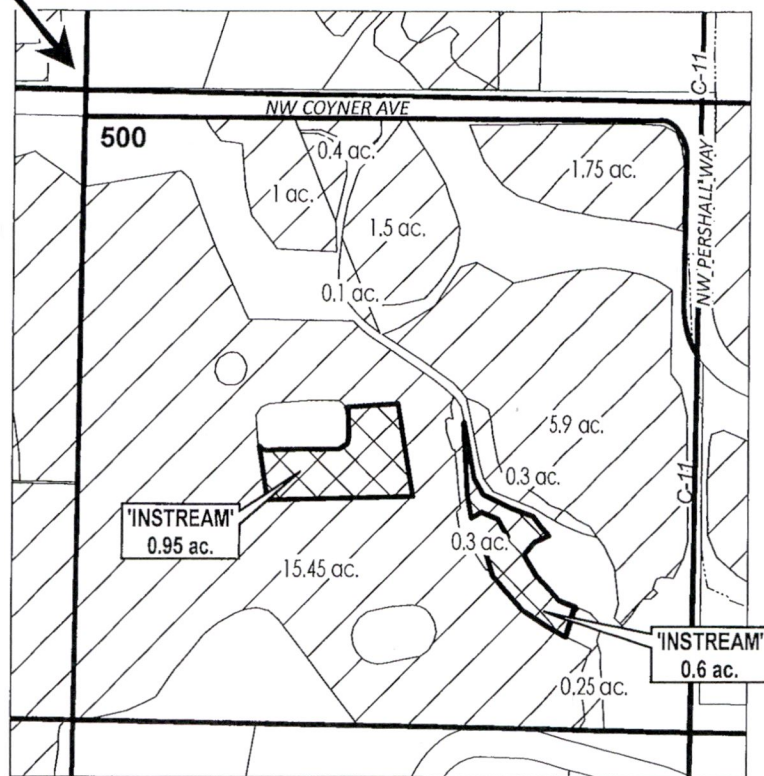 C-11
NW COYNER AVE
500
0.4 ac.
1 ac.
1.75 ac.
1.5 ac.
NW PERSHALL WAY
0.1 ac.
5.9 ac.
0.3 ac.
C-11
'INSTREAM'
0.95 ac.
0.3 ac.
15.45 ac.
'INSTREAM'
0.6 ac.
0.25 ac.